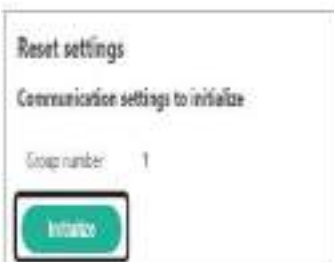 Reset settings
Communication settings to initialize
Group number 1
Initialize